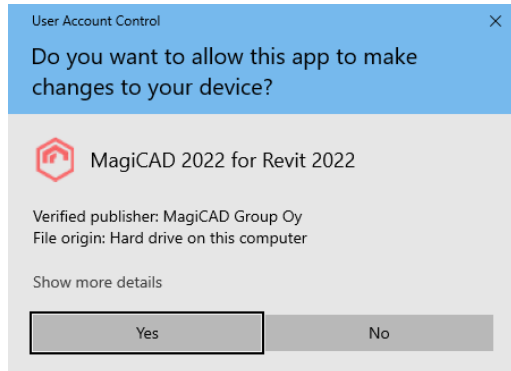 User Account Control
Do you want to allow this app to make
changes to your device?
MagiCAD 2022 for Revit 2022
Verified publisher: MagiCAD Group Oy
File origin: Hard drive on this computer
Show more details
Yes
No